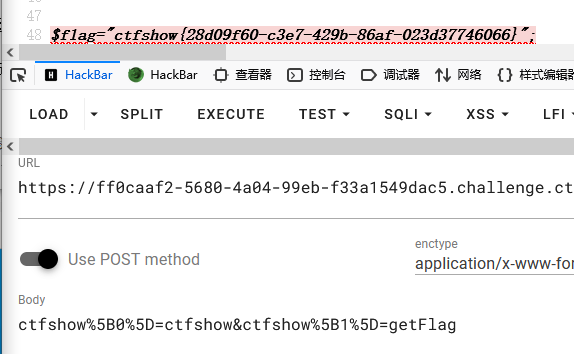 47
48 $flag="ctfshow{28d09f60-c3e7-429b-86af-023d37746066}";
HackBar HackBar 查看器 控制台 调试器 网络 样式编辑器
LOAD SPLIT EXECUTE TEST SQLI XSS LFI
URL
https://ff0caaf2-5680-4a04-99eb-f33a1549dac5.challenge.ct
Use POST method
enctype
application/x-www-for
Body
ctfshow%5B0%5D=ctfshow&ctfshow%5B1%5D=getFlag